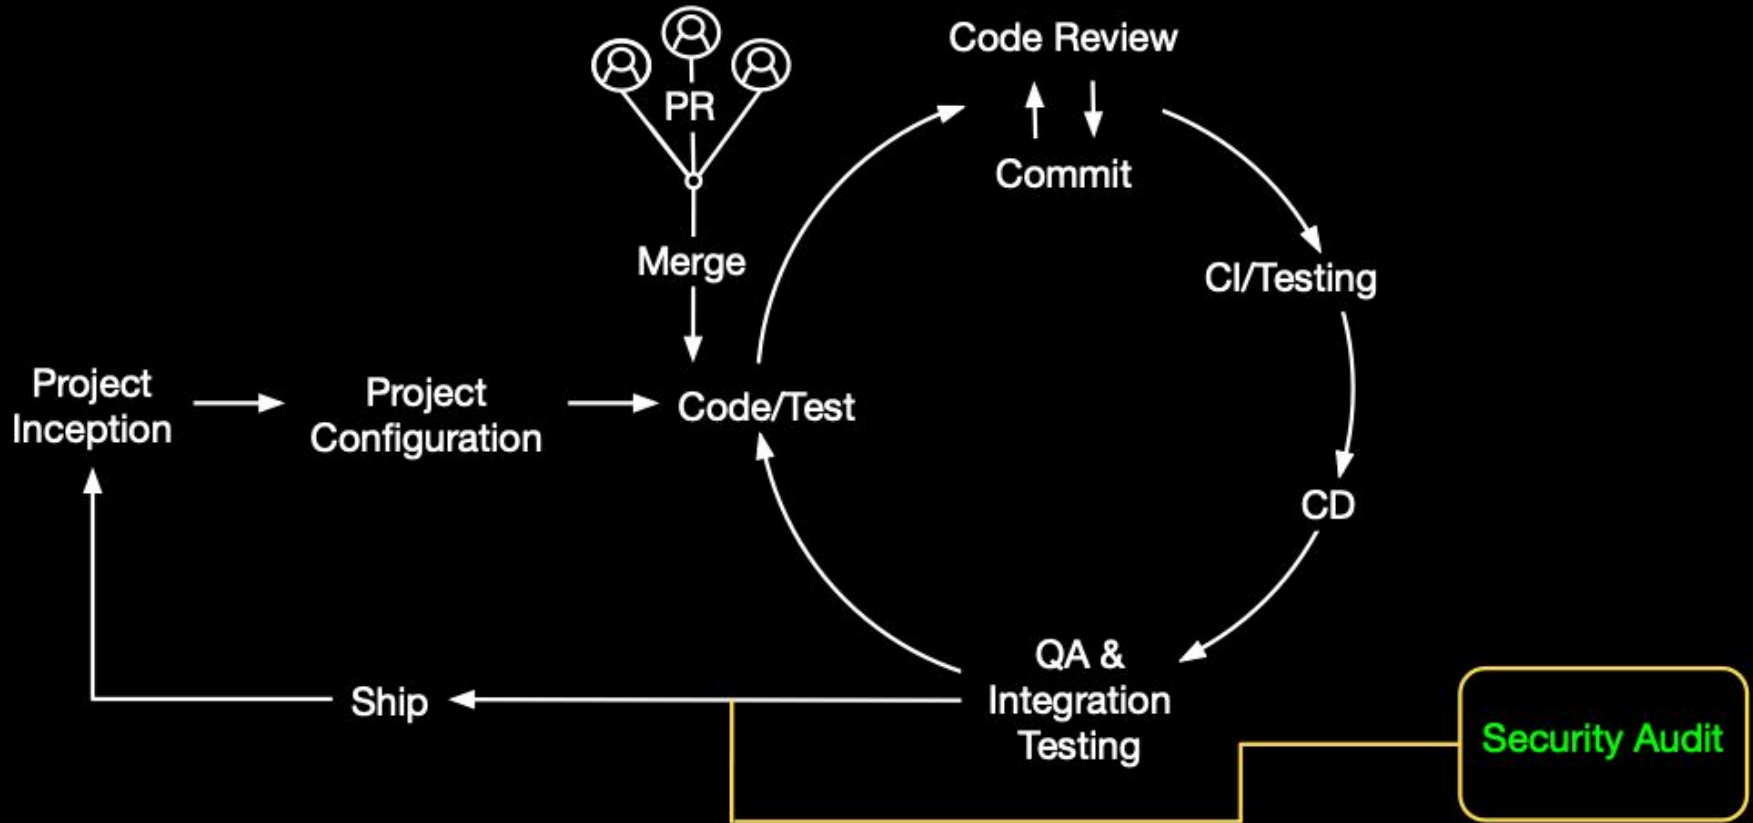 Code Review
PR
Commit
Merge
CI/Testing
Project
Inception
Project
Configuration
Code/Test
CD
QA &
Integration
Testing
Ship
Security Audit